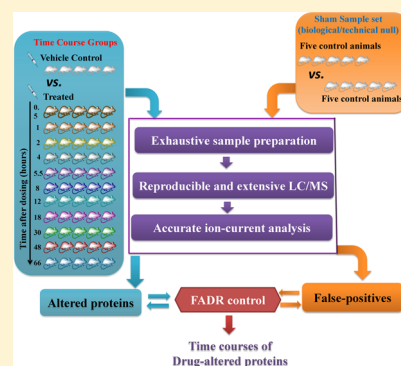 Time Course Groups
Vehicle Control
vs.
Treated
Time after dosing (hours)
0.
5
1
2
4
5.5
8
12
18
30
48
66
Sham Sample set
(biological/technical null)
Five control animals
vs.
Five control animals
Exhaustive sample preparation
Reproducible and extensive LC/MS
Accurate ion-current analysis
Altered proteins
FADR control
False-positives
Time courses of
Drug-altered proteins